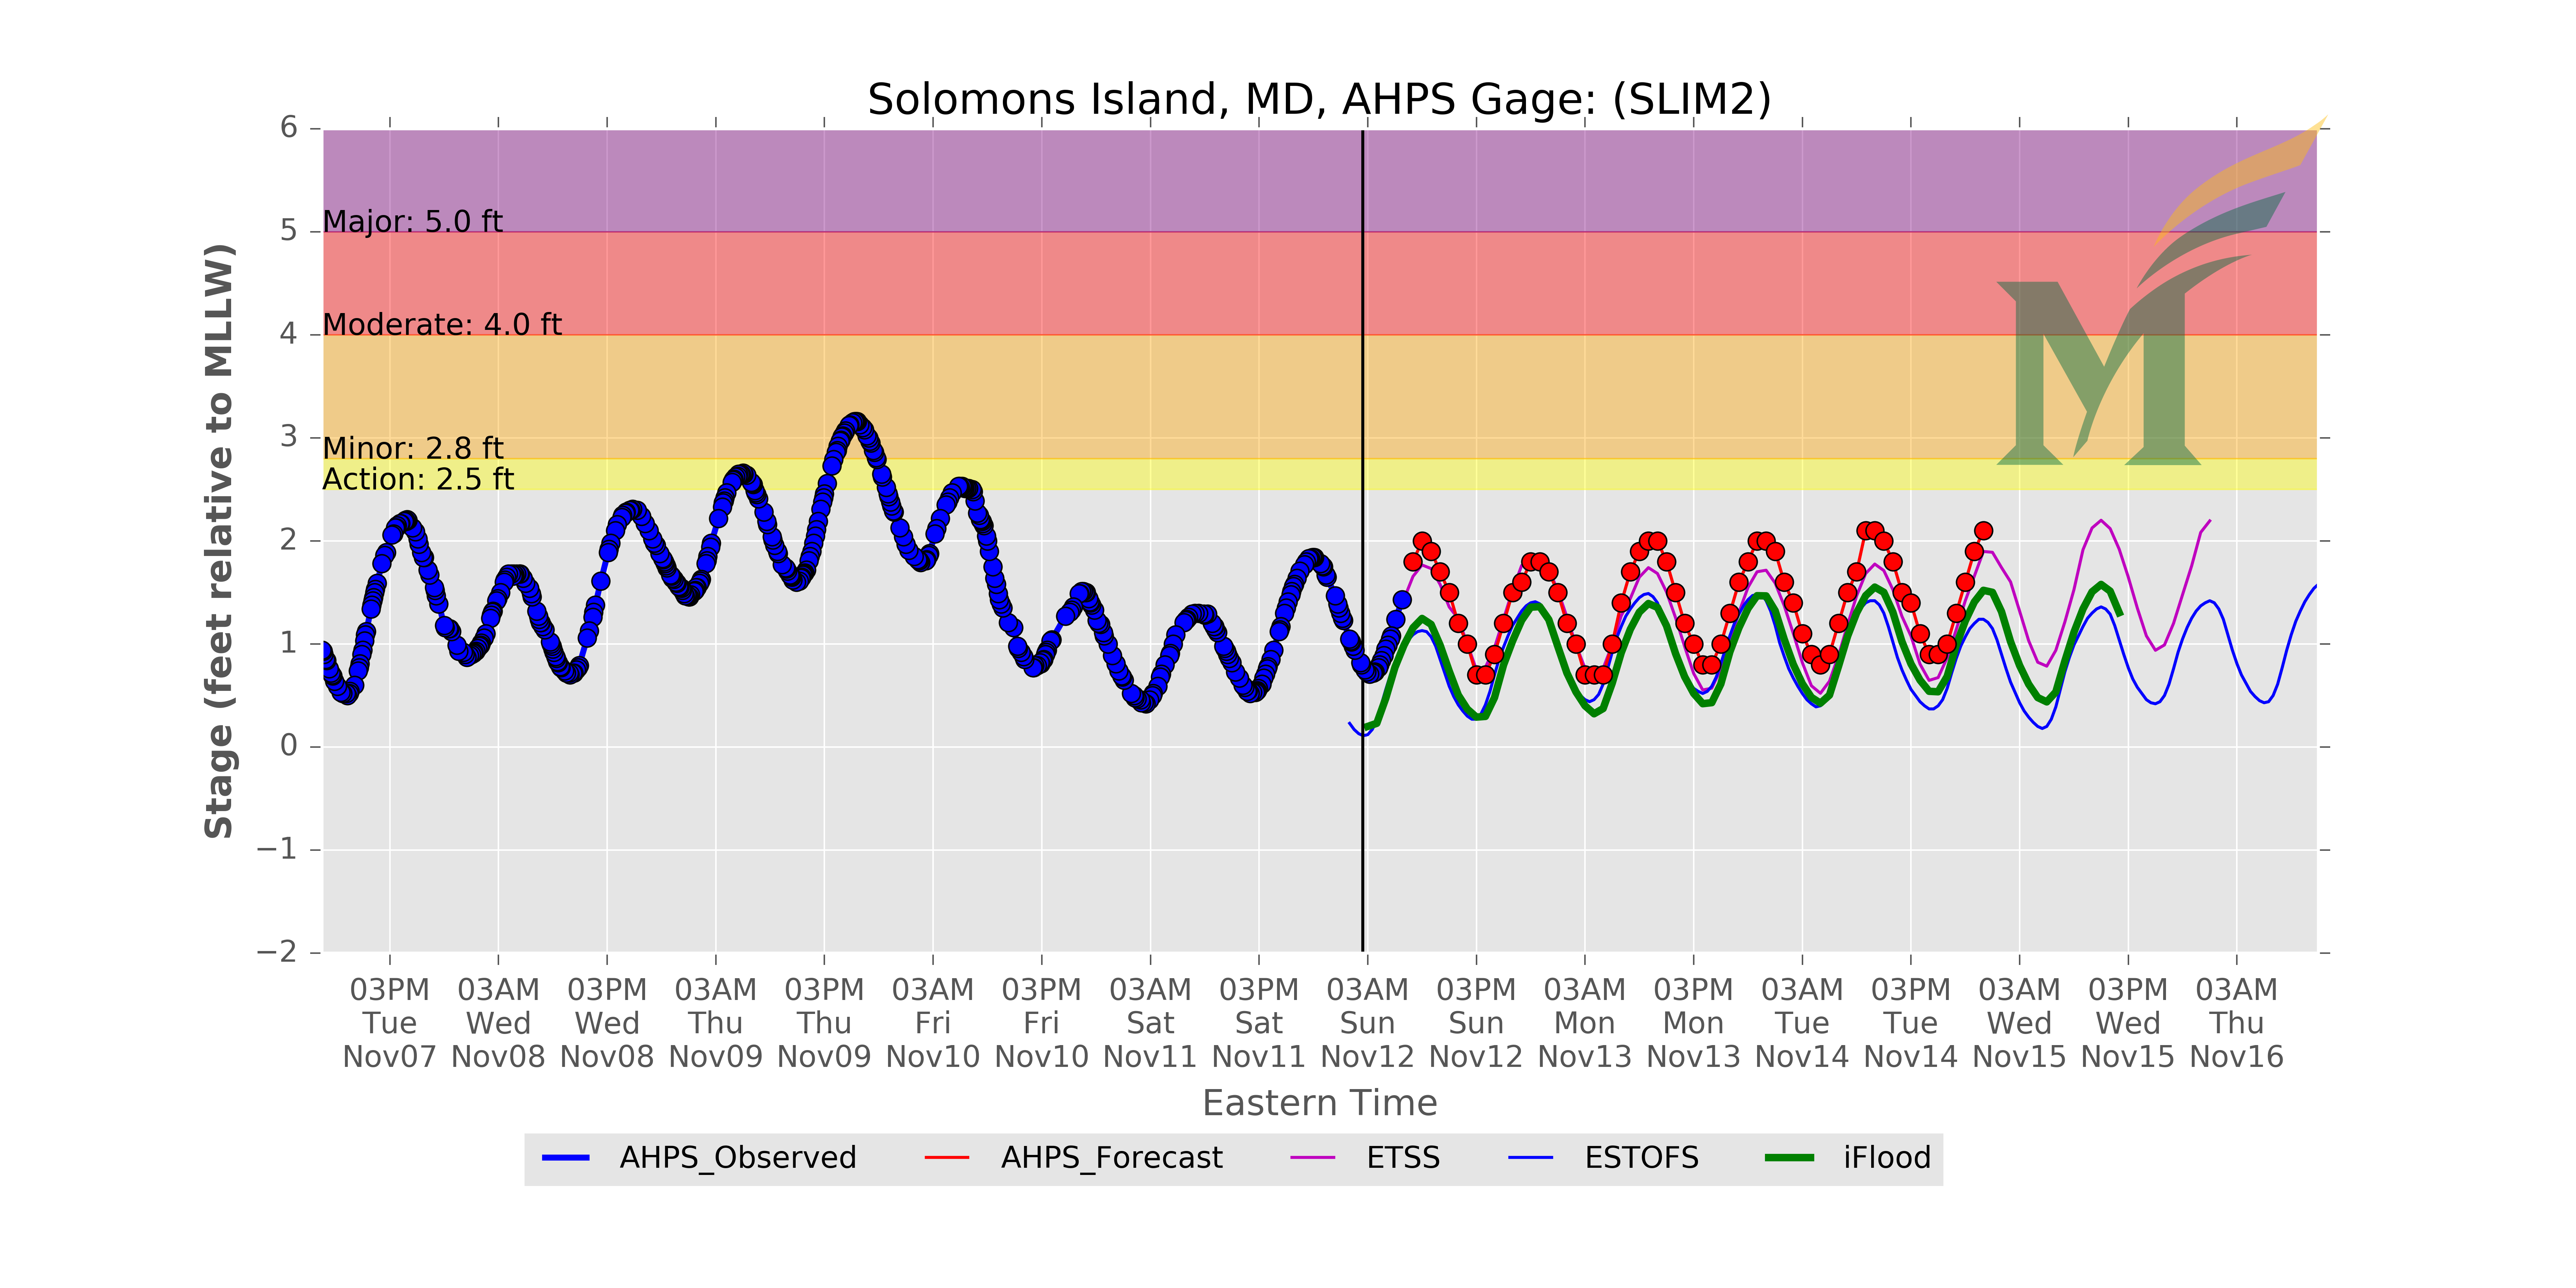 Solomons Island, MD, AHPS Gage: (SLIM2)
6
5
4
3
2
1
0
−1
−2
Stage (feet relative to MLLW)
Major: 5.0 ft
Moderate: 4.0 ft
Minor: 2.8 ft
Action: 2.5 ft
M
03PM 03AM 03PM 03AM 03PM 03AM 03PM 03AM 03PM 03AM 03PM 03AM 03PM 03AM 03PM 03AM 03PM 03AM
Tue Wed Wed Thu Thu Fri Fri Sat Sat Sun Sun Mon Mon Tue Tue Wed Wed Thu
Nov07 Nov08 Nov08 Nov09 Nov09 Nov10 Nov10 Nov11 Nov11 Nov12 Nov12 Nov13 Nov13 Nov14 Nov14 Nov15 Nov15 Nov16
Eastern Time
AHPS_Observed AHPS_Forecast ETSS ESTOFS iFlood